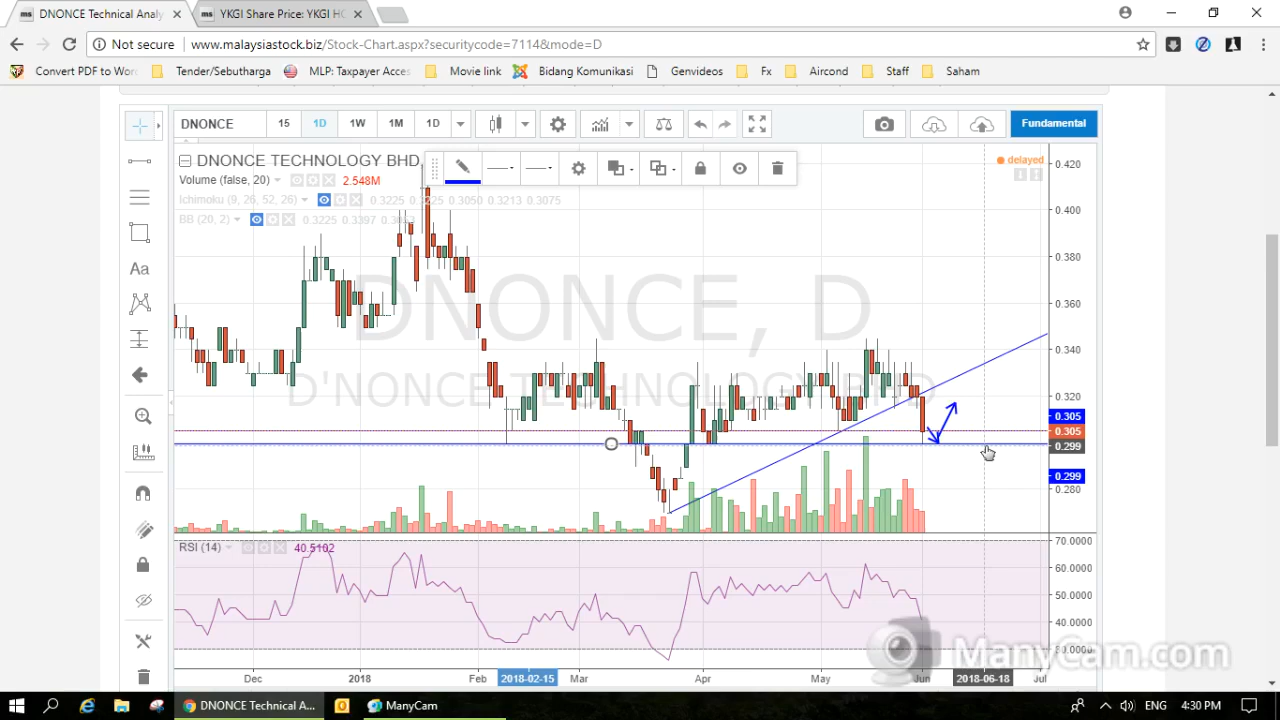 DNONCE Technical Analy
YKGI Share Price: YKGI HO
Not secure
www.malaysiastock.biz/Stock-Chart.aspx?securitycode=7114&mode=D
Convert PDF to Word
Tender/Sebutharga
MLP: Taxpayer Acces
Movie link
Bidang Komunikasi
Genvideos
Fx
Aircond
Staff
Saham
DNONCE
15
1D
1W
1M
1D
Fundamental
DNONCE TECHNOLOGY BHD,
delayed
Volume (false, 20)
2.548M
Ichimoku (9, 26, 52, 26)
0.3225 0.3225 0.3050 0.3213 0.3075
BB (20, 2)
0.3225 0.3397
Aa
DNONCE, D
D'NONCE TECHNOLOGY BHD
0.420
0.400
0.380
0.360
0.340
0.320
0.305
0.305
0.299
0.299
0.280
RSI (14)
40.5102
70.0000
60.0000
50.0000
40.0000
30.0000
ManyCam.com
Dec
2018
Feb
2018-02-15
Mar
Apr
May
Jun
2018-06-18
Jul
DNONCE Technical A...
ManyCam
ENG
4:30 PM